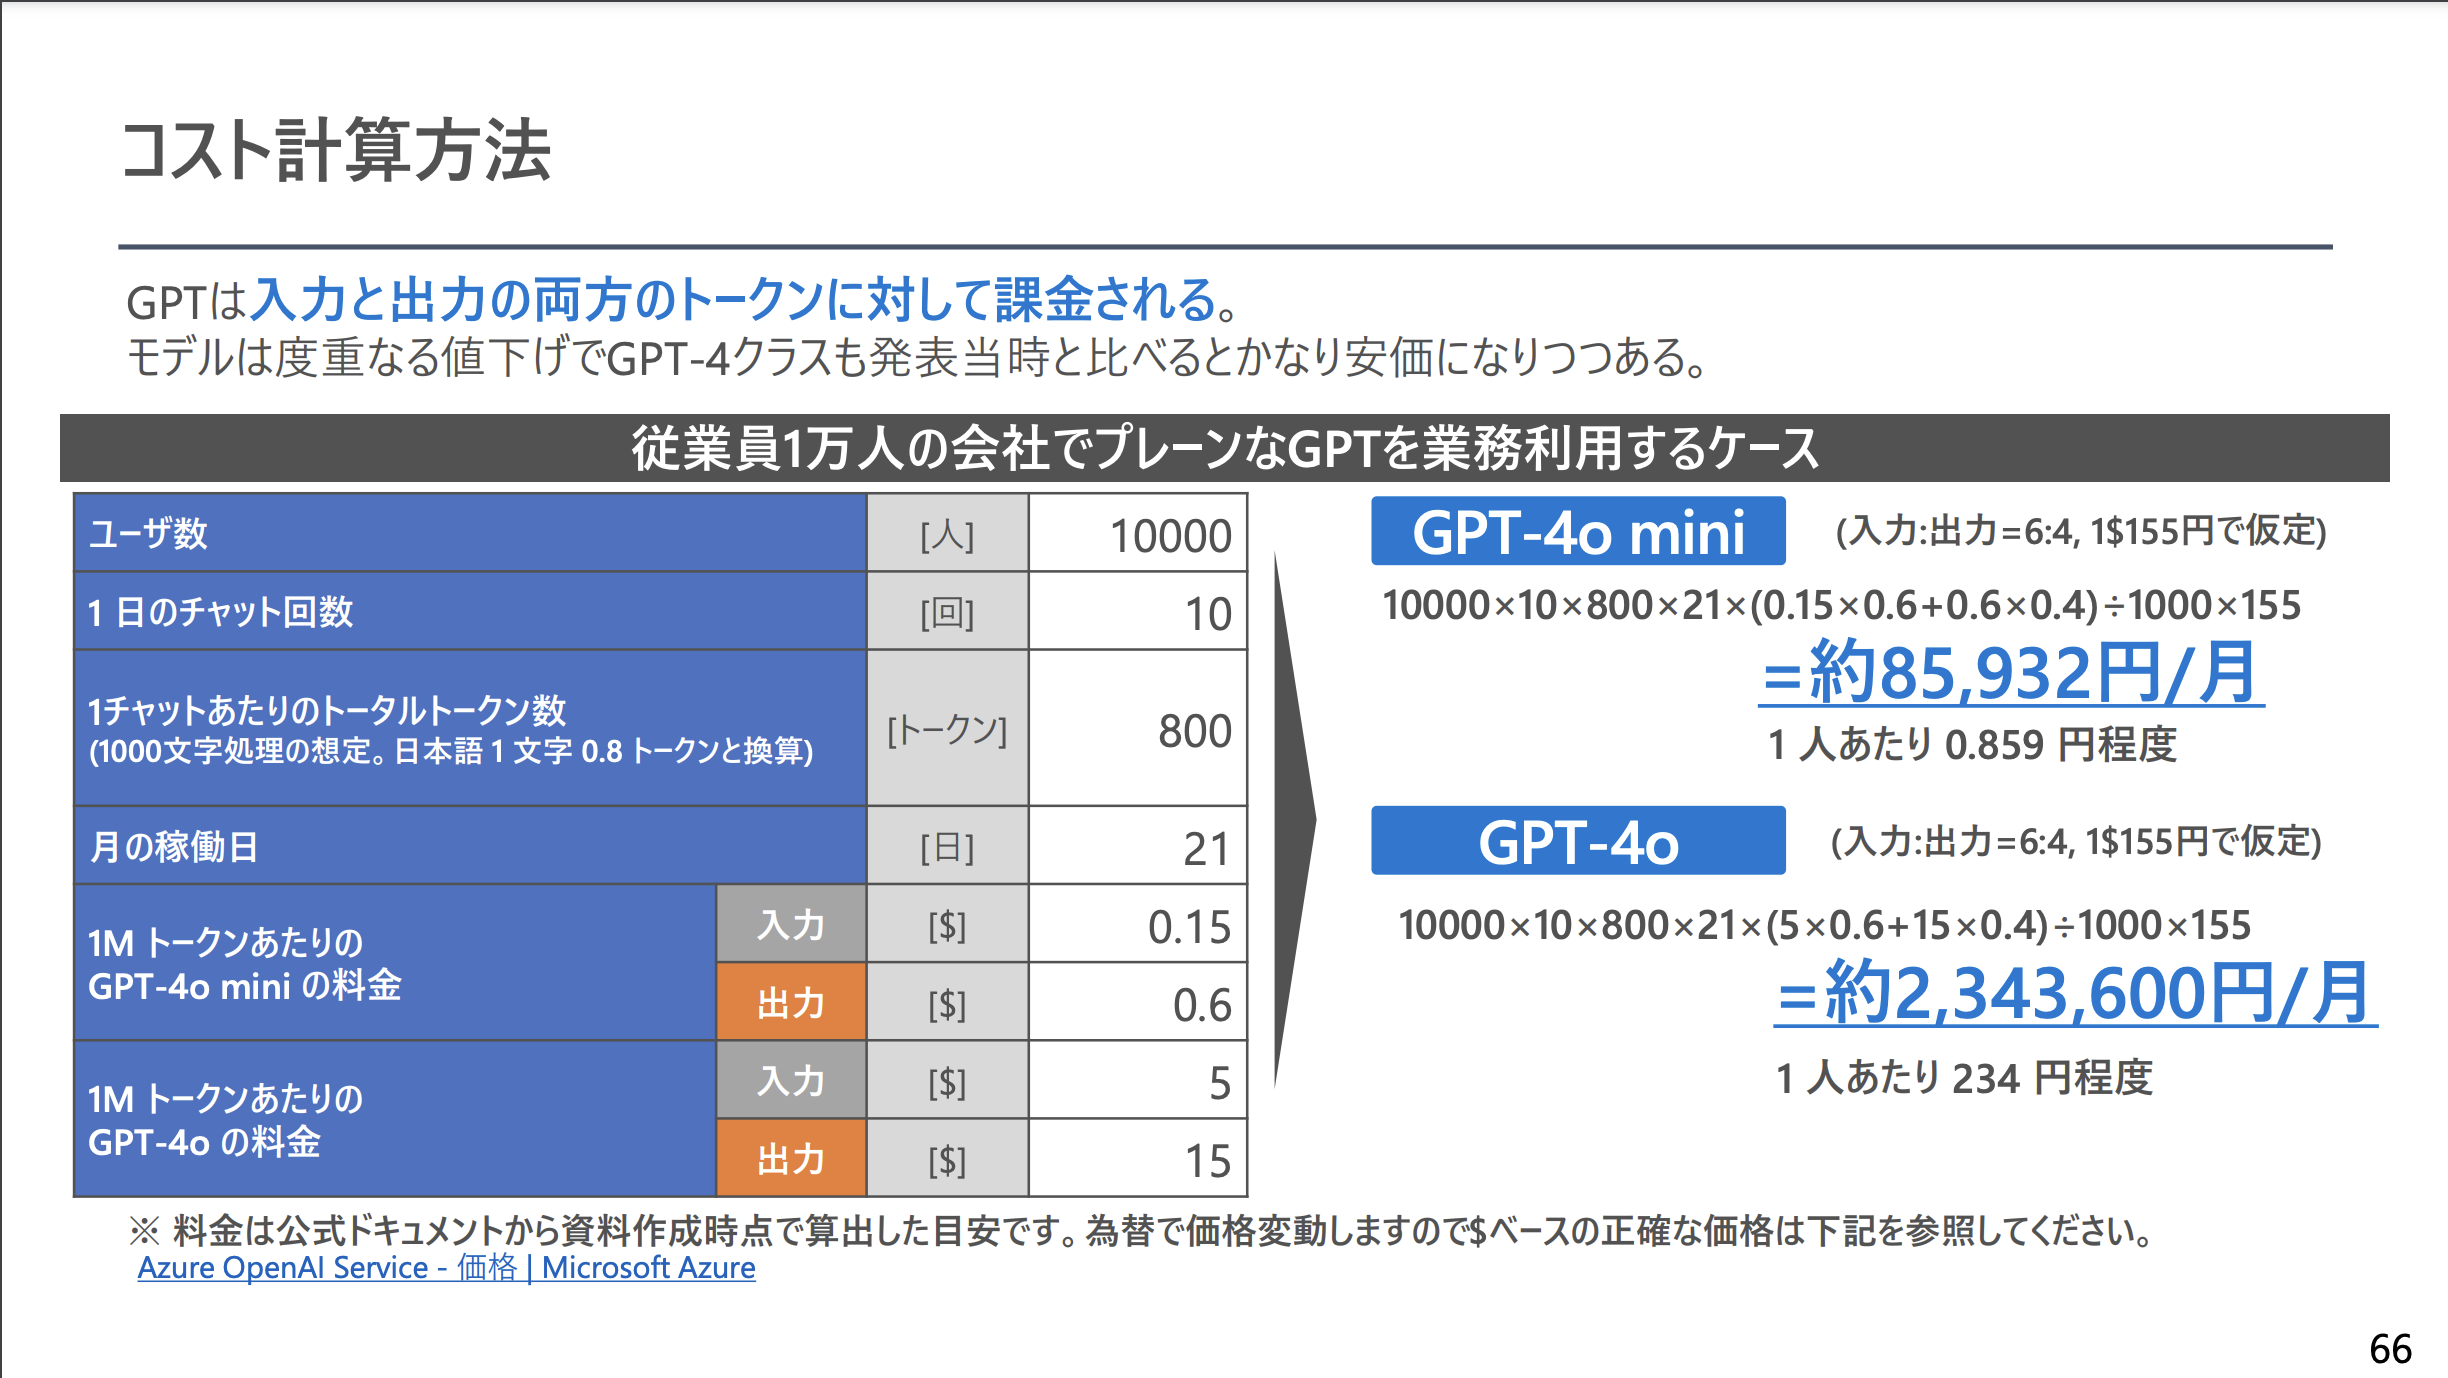 コスト計算方法
GPTは入力と出力の両方のトークンに対して課金される。
モデルは度重なる値下げでGPT-4クラスも発表当時と比べるとかなり安価になりつつある。
従業員1万人の会社でプレーンなGPTを業務利用するケース
ユーザ数 [人] 10000
1 日のチャット回数 [回] 10
1チャットあたりのトータルトークン数
(1000文字処理の想定。日本語 1 文字 0.8 トークンと換算) [トークン] 800
月の稼働日 [日] 21
1M トークンあたりの
GPT-4o mini の料金
入力 [$] 0.15
出力 [$] 0.6
1M トークンあたりの
GPT-4o の料金
入力 [$] 5
出力 [$] 15
GPT-4o mini (入力:出力=6:4, 1$155円で仮定)
10000×10×800×21×(0.15×0.6+0.6×0.4)÷1000×155
=約85,932円/月
1 人あたり 0.859 円程度
GPT-4o (入力:出力=6:4, 1$155円で仮定)
10000×10×800×21×(5×0.6+15×0.4)÷1000×155
=約2,343,600円/月
1 人あたり 234 円程度
※ 料金は公式ドキュメントから資料作成時点で算出した目安です。為替で価格変動しますので$ベースの正確な価格は下記を参照してください。
Azure OpenAI Service - 価格 | Microsoft Azure
66